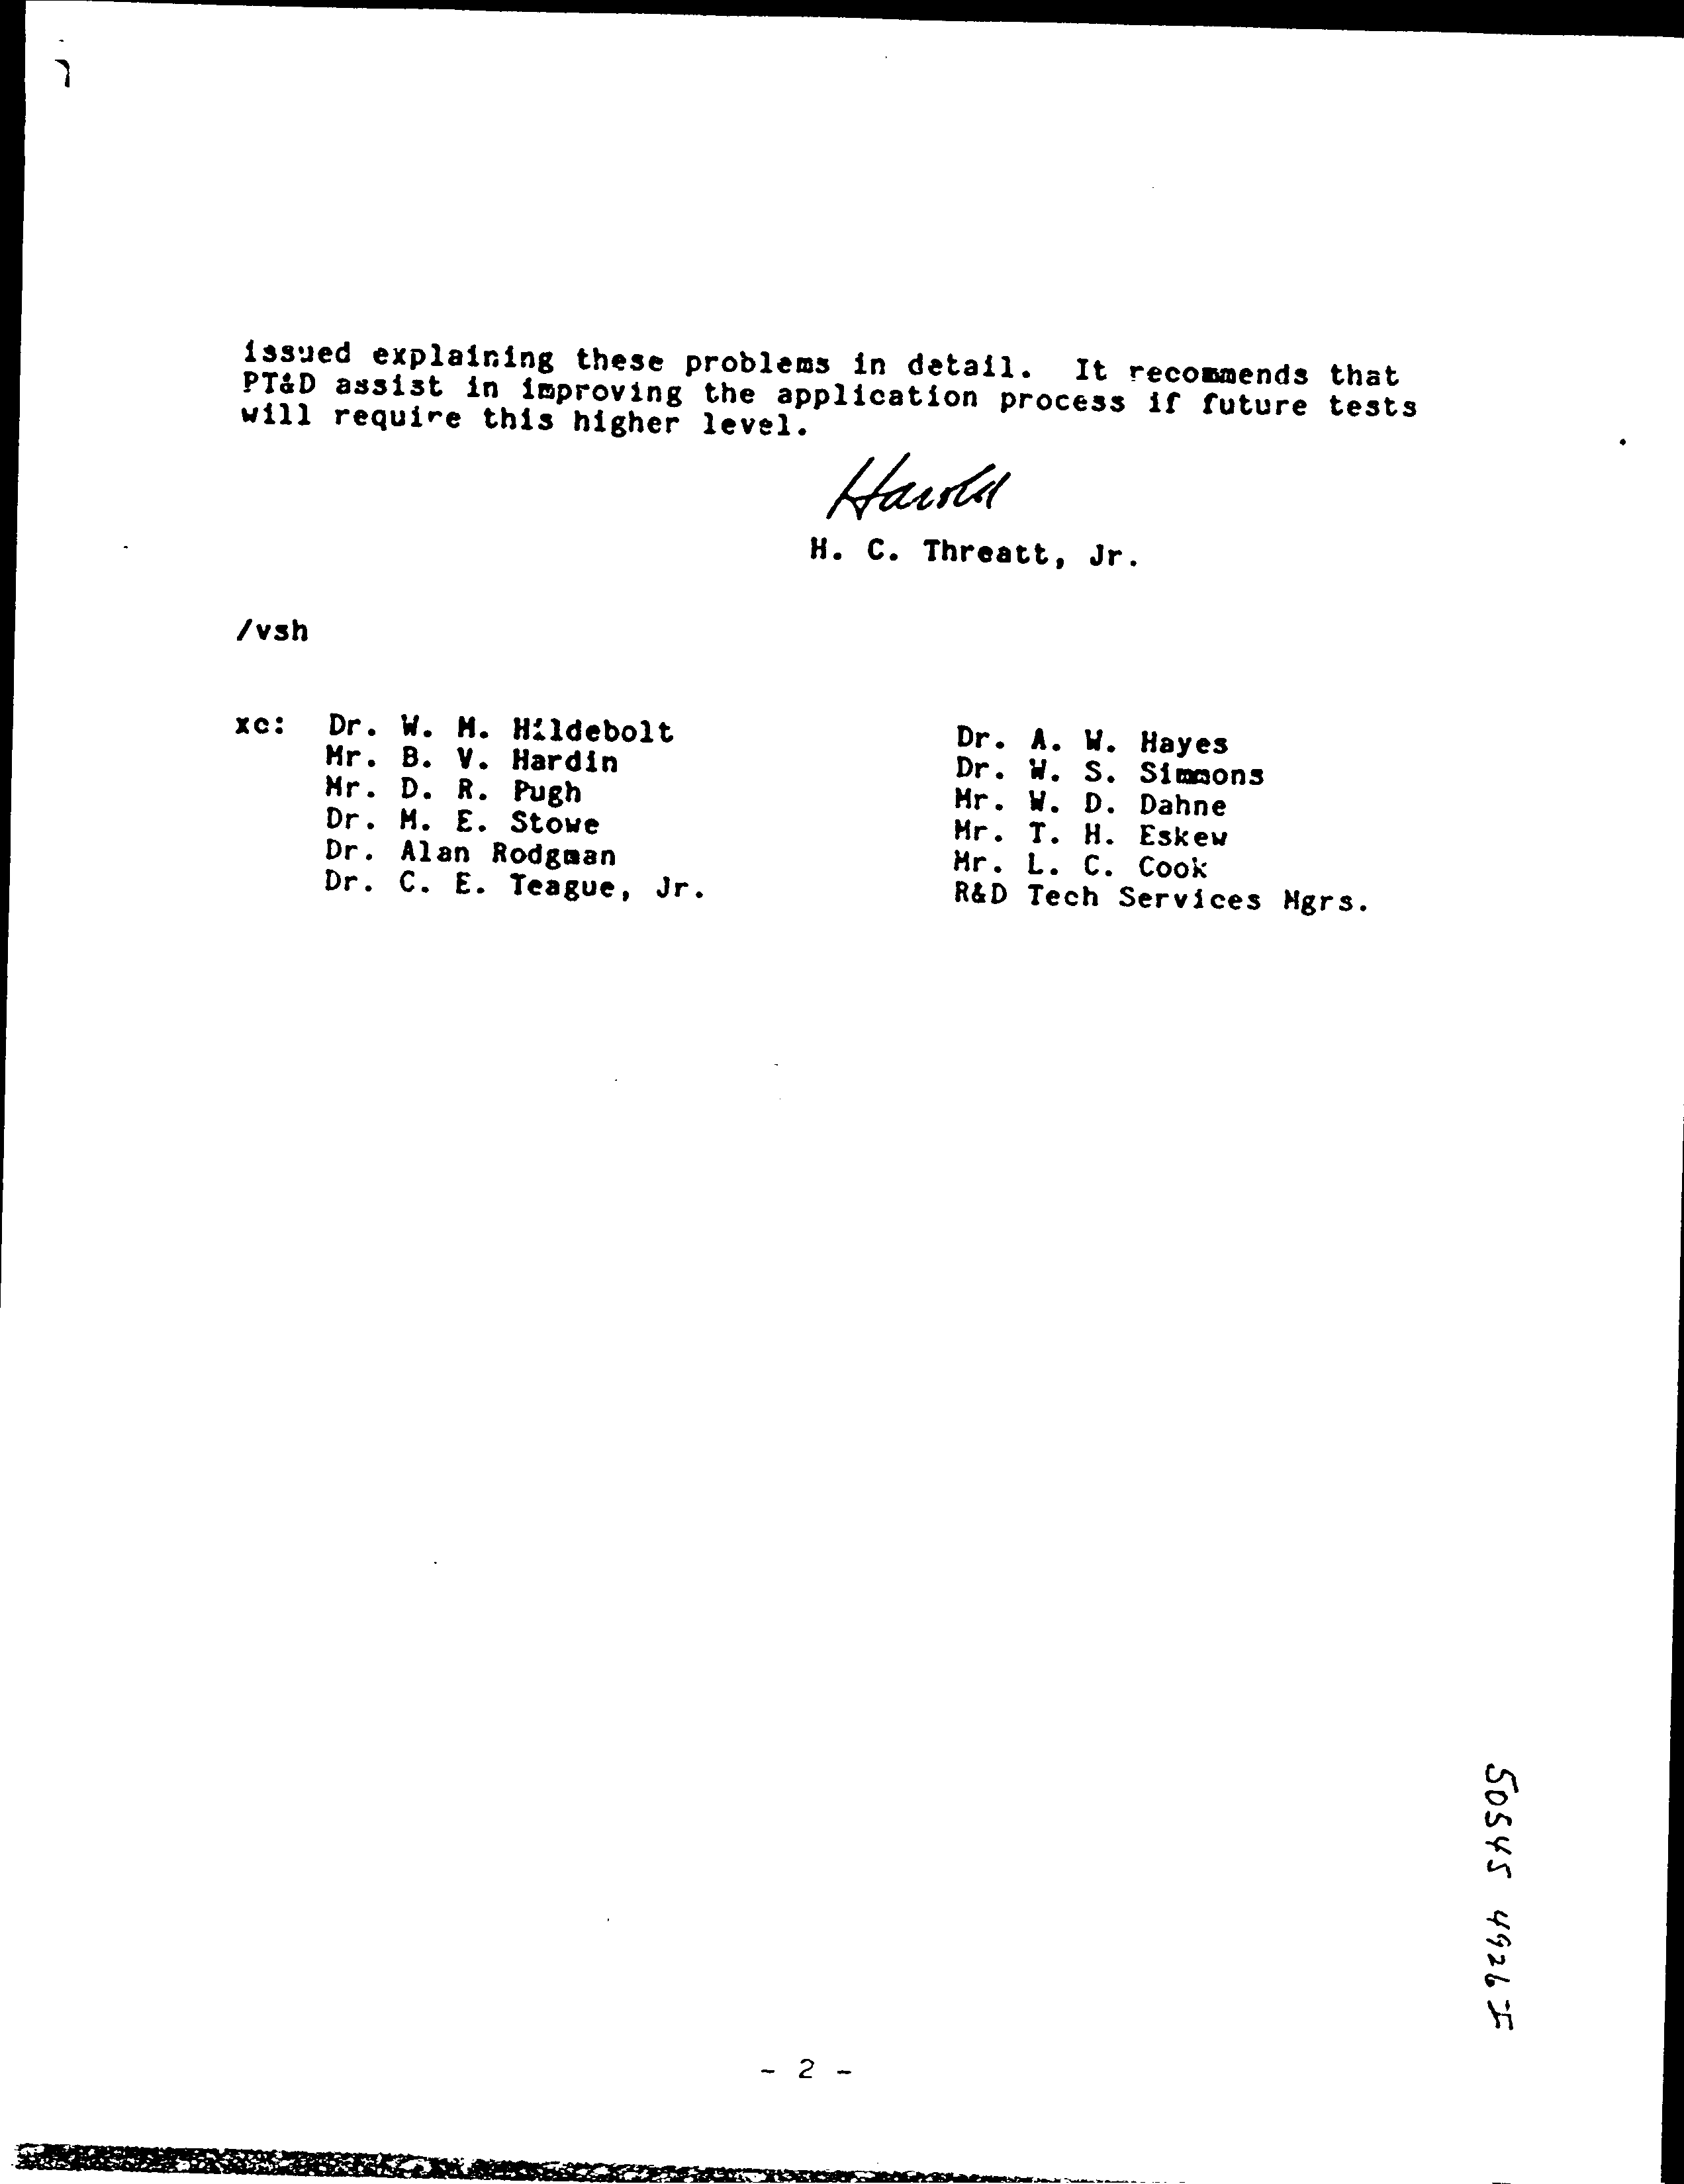 issued explaining these problems in detail. It recommends that
PT&D assist in improving the application process if future tests
will require this higher level.
Harold
H. C. Threatt, Jr.
/vsh
xc: Dr. W. M. Hildebolt
Mr. B. V. Hardin
Mr. D. R. Pugh
Dr. M. E. Stowe
Dr. Alan Rodgman
Dr. C. E. Teague, Jr.
Dr. A. W. Hayes
Dr. W. S. Simmons
Mr. W. D. Dahne
Mr. T. H. Eskew
Mr. L. C. Cook
R&D Tech Services Mgrs.
50545
- 2 -